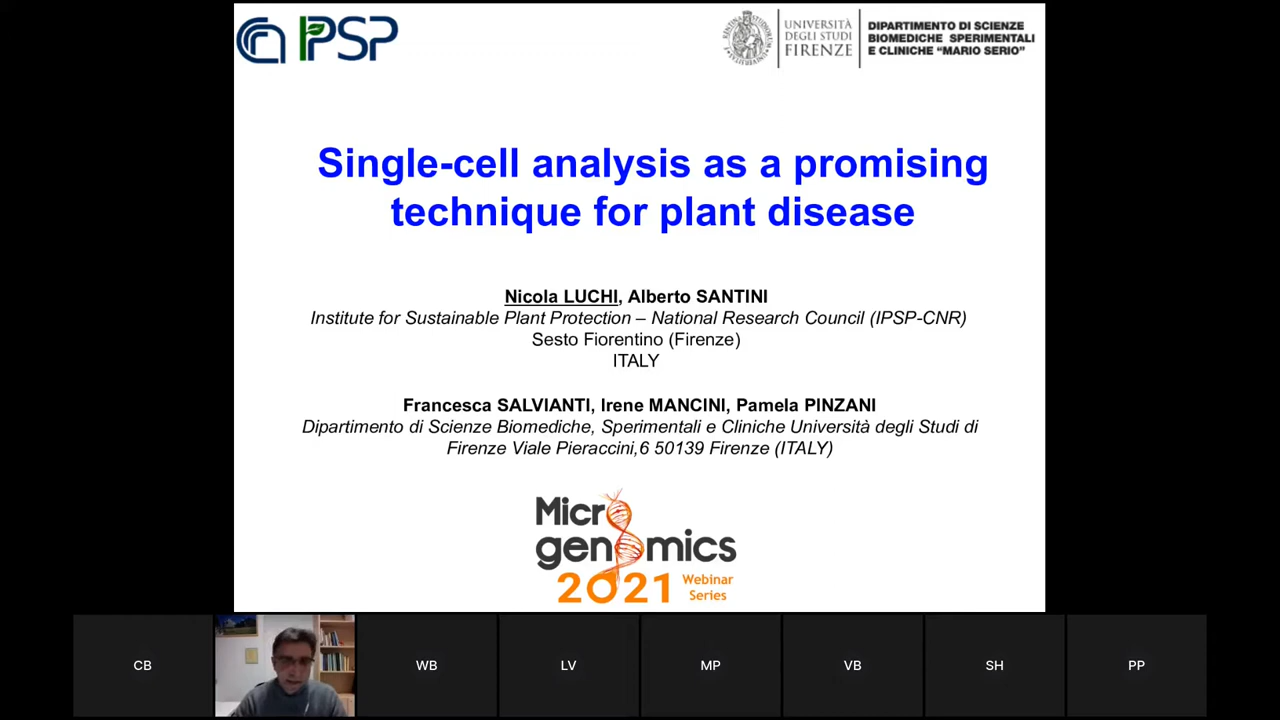 IPSP
UNIVERSITÀ
DEGLI STUDI
FIRENZE
DIPARTIMENTO DI SCIENZE
BIOMEDICHE SPERIMENTALI
E CLINICHE "MARIO SERIO"
Single-cell analysis as a promising
technique for plant disease
Nicola LUCHI, Alberto SANTINI
Institute for Sustainable Plant Protection – National Research Council (IPSP-CNR)
Sesto Fiorentino (Firenze)
ITALY
Francesca SALVIANTI, Irene MANCINI, Pamela PINZANI
Dipartimento di Scienze Biomediche, Sperimentali e Cliniche Università degli Studi di
Firenze Viale Pieraccini,6 50139 Firenze (ITALY)
Micro
genomics
2021 Webinar
Series
CB
WB
LV
MP
VB
SH
PP